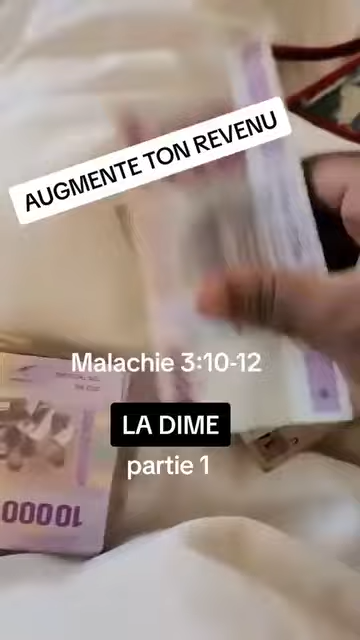 AUGMENTE TON REVENU
Malachie 3:10-12
LA DIME
partie 1
10000